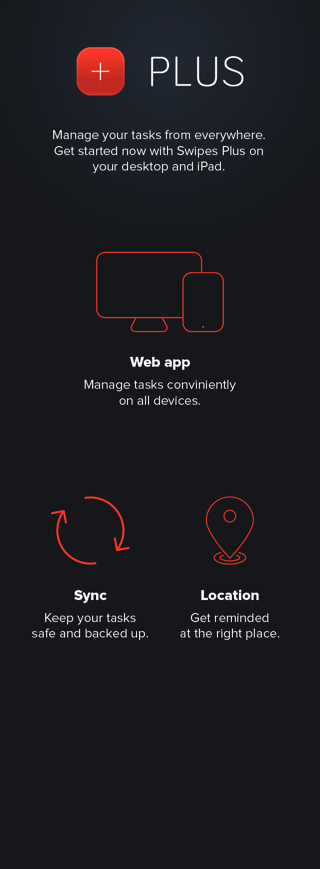 PLUS
Manage your tasks from everywhere.
Get started now with Swipes Plus on
your desktop and iPad.
Web app
Manage tasks conviniently
on all devices.
Sync
Keep your tasks
safe and backed up.
Location
Get reminded
at the right place.